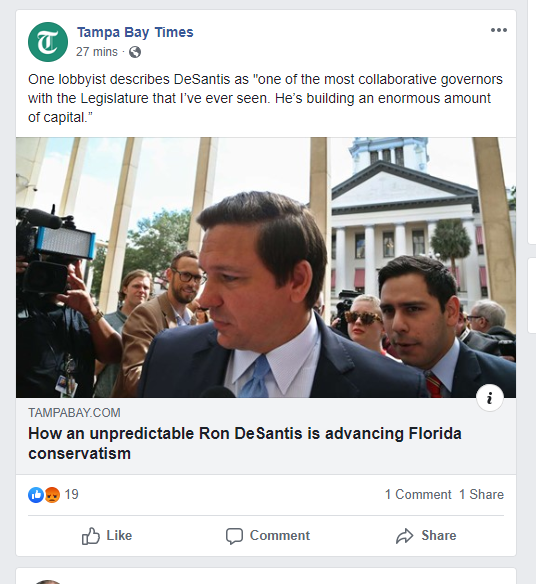 Tampa Bay Times
27 mins ·
One lobbyist describes DeSantis as "one of the most collaborative governors
with the Legislature that I've ever seen. He's building an enormous amount
of capital.”
TAMPABAY.COM
How an unpredictable Ron DeSantis is advancing Florida
conservatism
19
1 Comment 1 Share
Like
Comment
Share